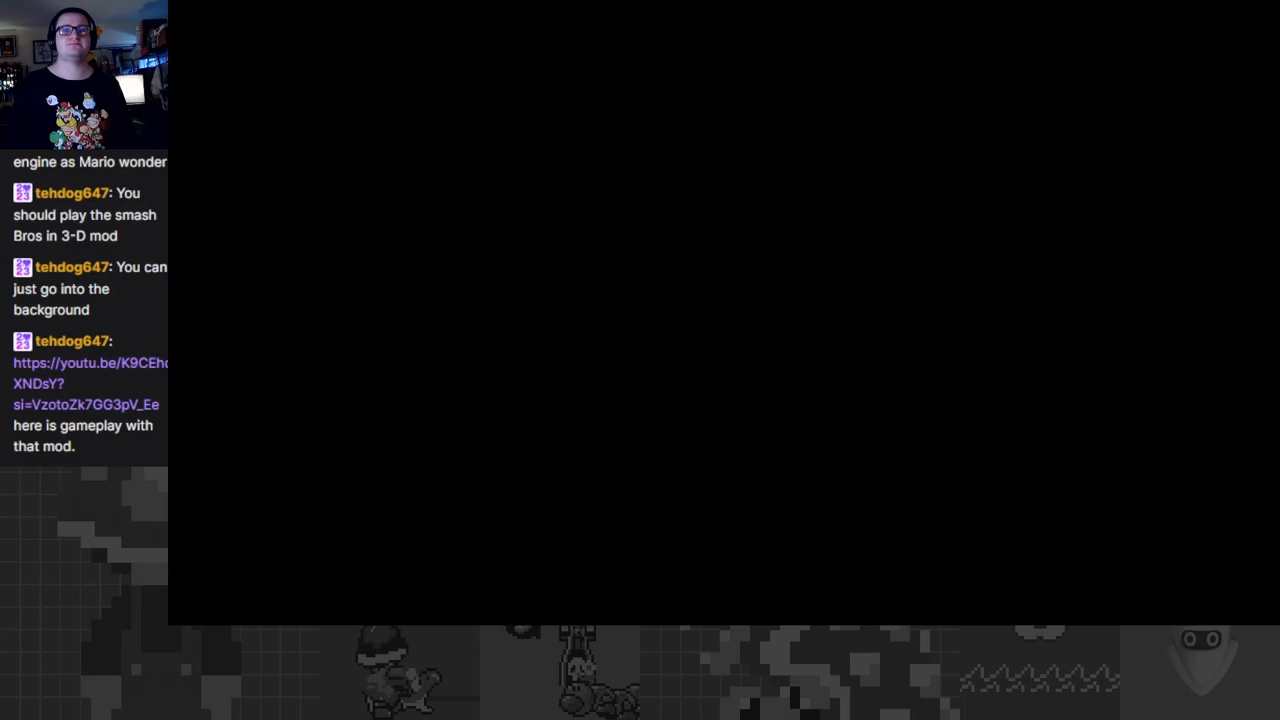 engine as Mario wonder
tehdog647: You
should play the smash
Bros in 3-D mod
tehdog647: You can
just go into the
background
tehdog647:
https://youtu.be/K9CEh
XNDsY?
si=VzotoZk7GG3pV_Ee
here is gameplay with
that mod.